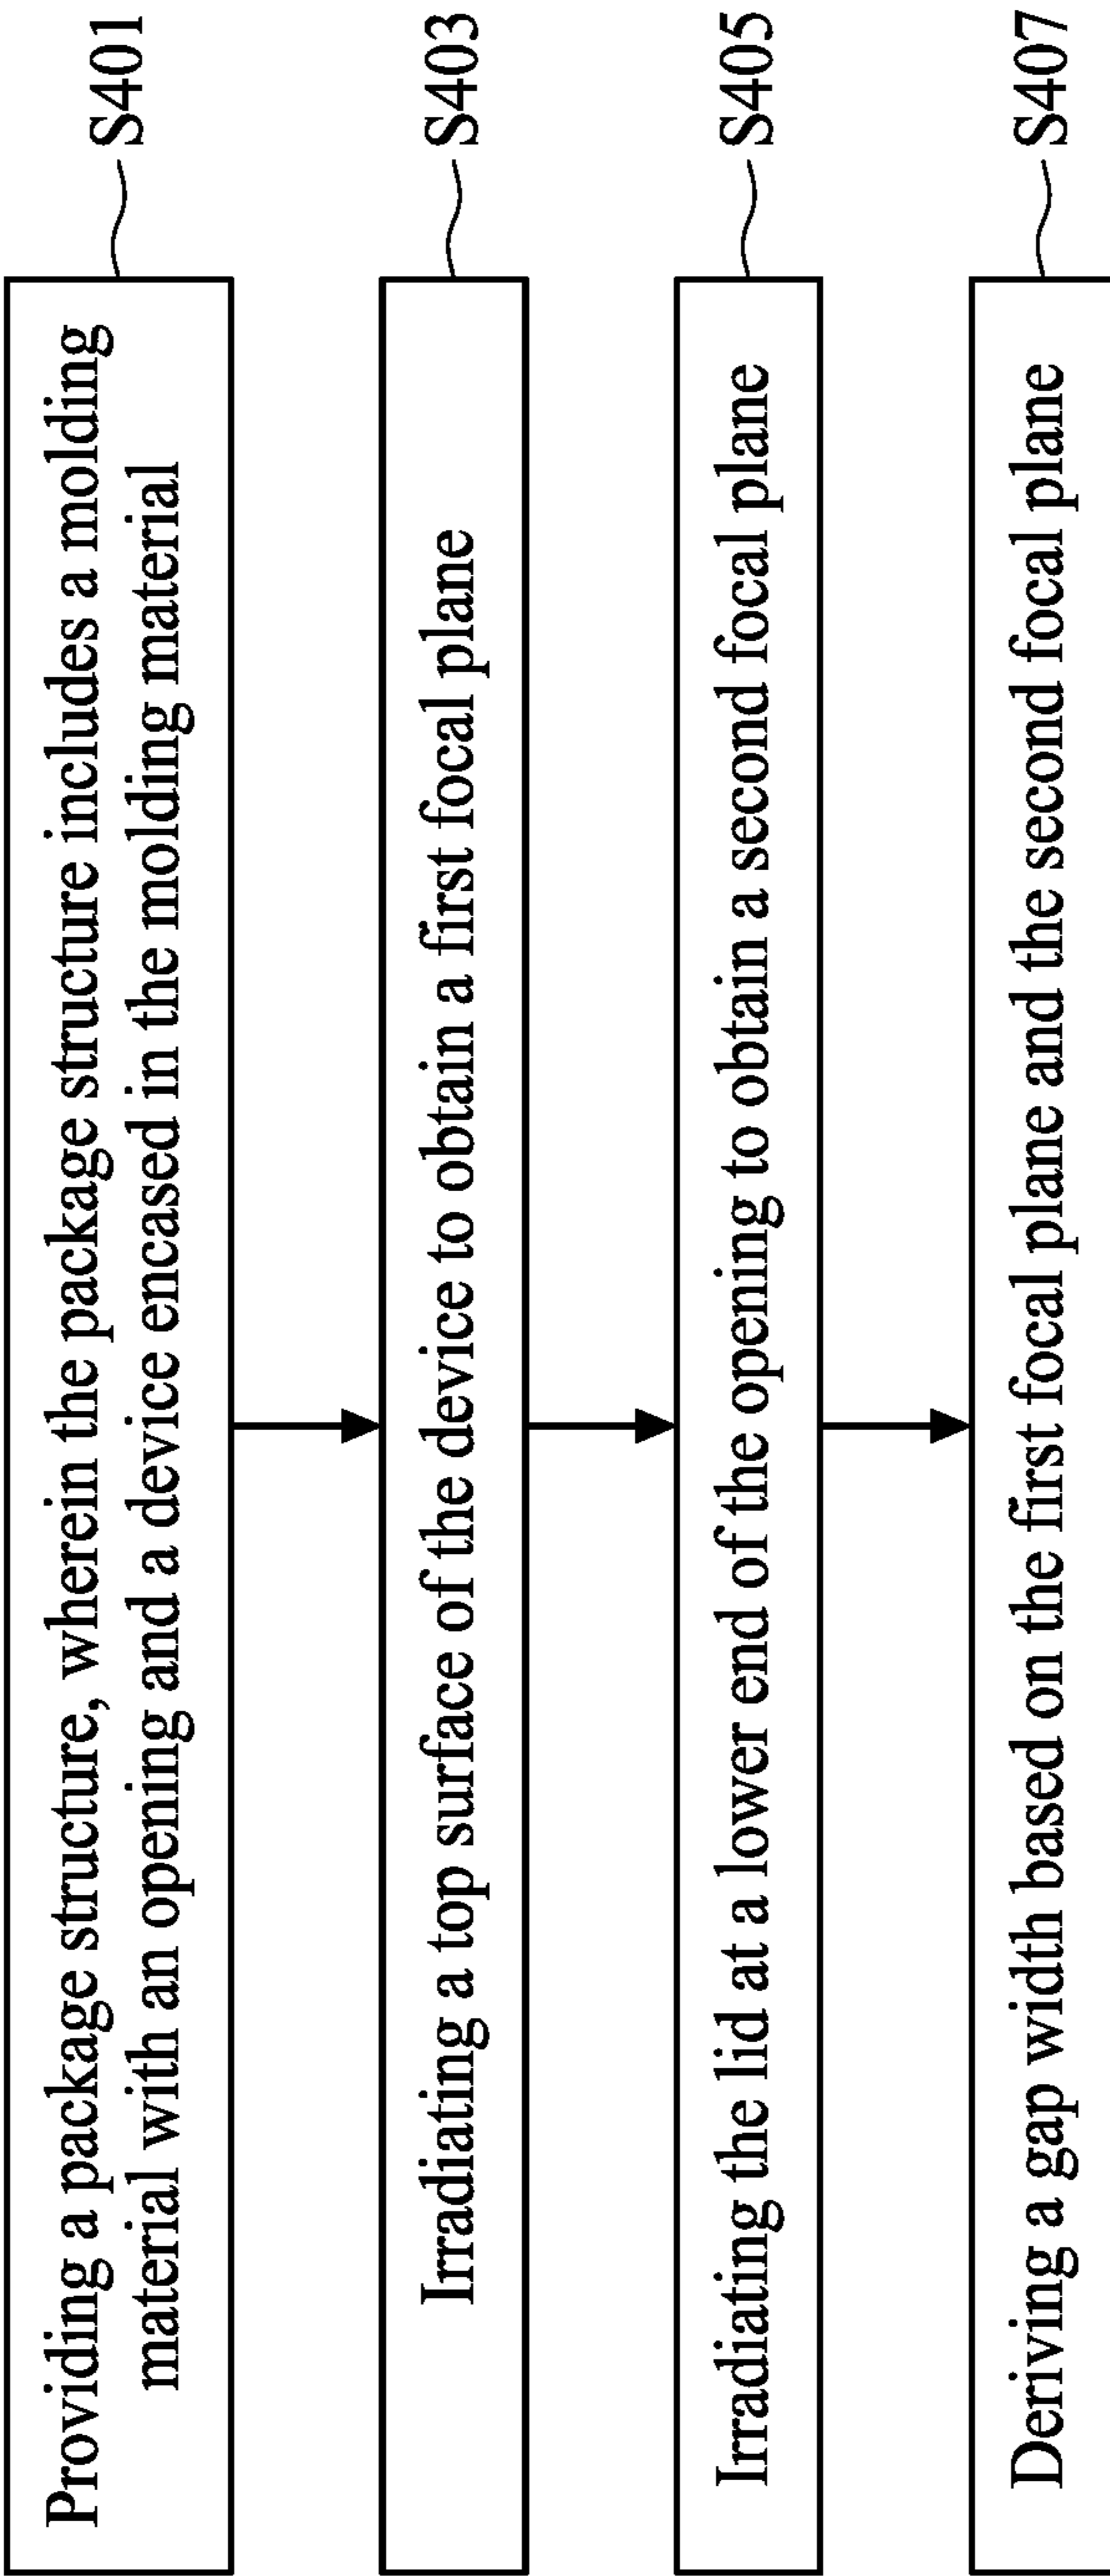 Providing a package structure, wherein the package structure includes a molding
material with an opening and a device encased in the molding material
S401
Irradiating a top surface of the device to obtain a first focal plane
S403
Irradiating the lid at a lower end of the opening to obtain a second focal plane
S405
Deriving a gap width based on the first focal plane and the second focal plane
S407